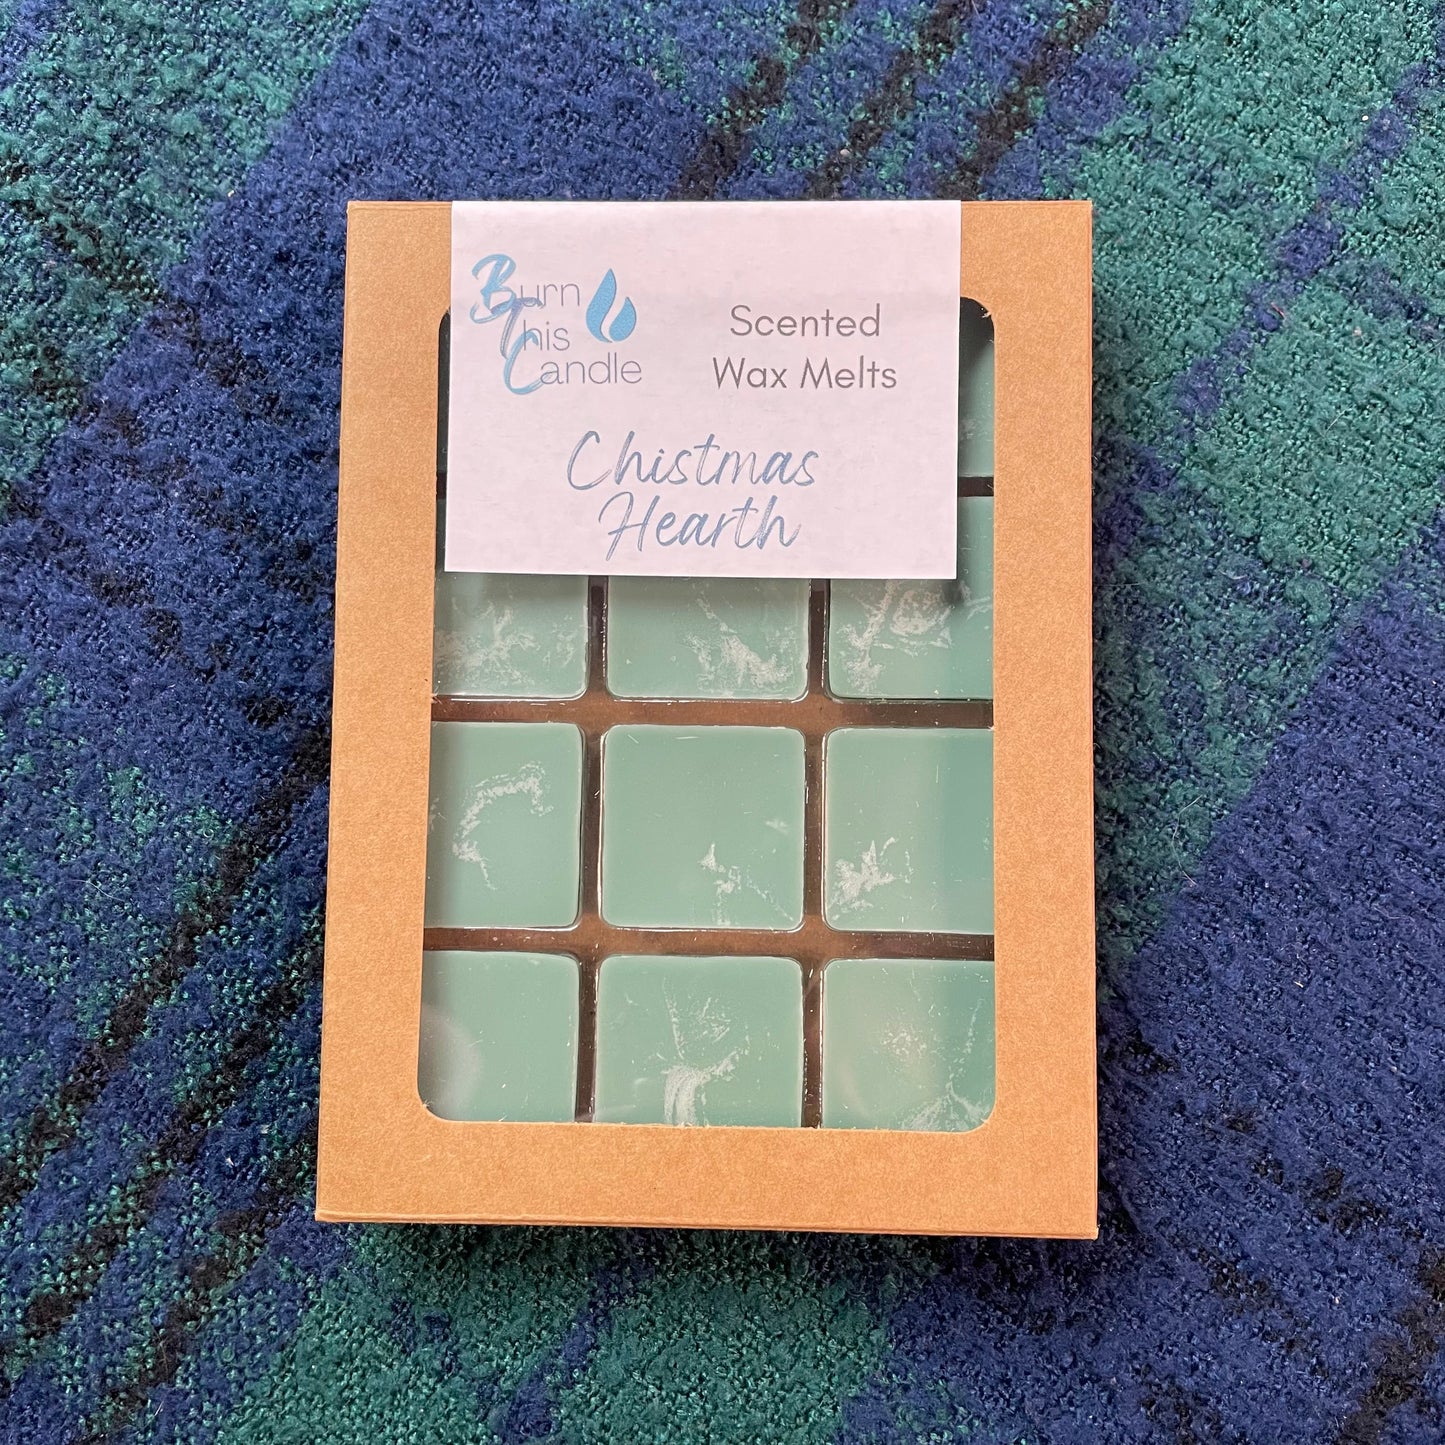 Burn
This
Candle
Scented
Wax Melts
Chistmas
Hearth